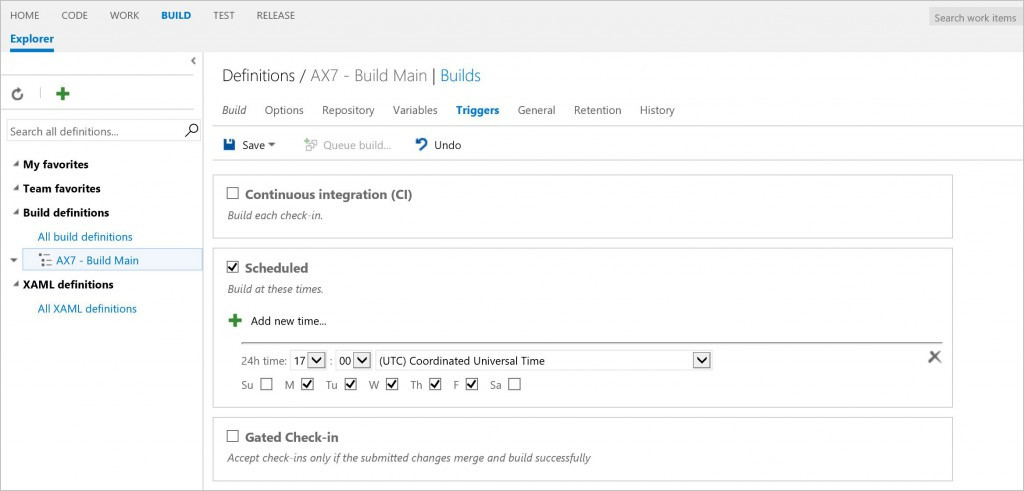 HOME CODE WORK BUILD TEST RELEASE
Search work items
Explorer
Definitions / AX7 - Build Main | Builds
Build Options Repository Variables Triggers General Retention History
Search all definitions...
Save Queue build... Undo
My favorites
Team favorites
Build definitions
All build definitions
AX7 - Build Main
XAML definitions
All XAML definitions
Continuous integration (CI)
Build each check-in.
Scheduled
Build at these times.
Add new time...
24h time: 17 : 00 (UTC) Coordinated Universal Time
Su M Tu W Th F Sa
Gated Check-in
Accept check-ins only if the submitted changes merge and build successfully